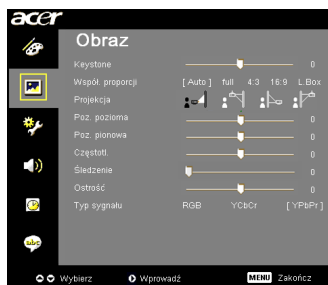 acer
Obraz
Keystone 0
Współ. proporcji [ Auto ] full 4:3 16:9 L.Box
Projekcja
Poz. pozioma 0
Poz. pionowa 0
Częstotl. 0
Śledzenie 0
Ostrość 0
Typ sygnału RGB YCbCr [ YPbPr ]
abc
Wybierz Wprowadź MENU Zakończ